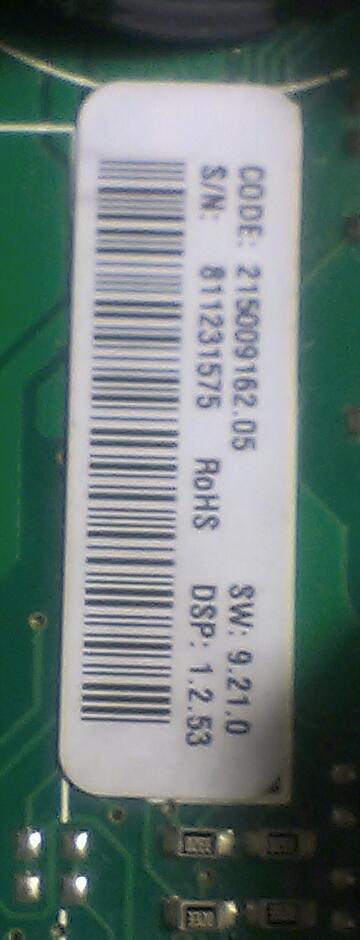 CODE: 215009162.05 SW: 9.21.0
S/N: 811231575 RoHS DSP: 1.2.53